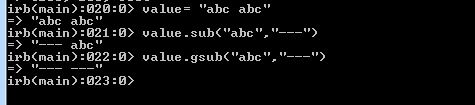 irb(main):020:0> value= "abc abc"
=> "abc abc"
irb(main):021:0> value.sub("abc","---")
=> "--- abc"
irb(main):022:0> value.gsub("abc","---")
=> "--- ---"
irb(main):023:0>